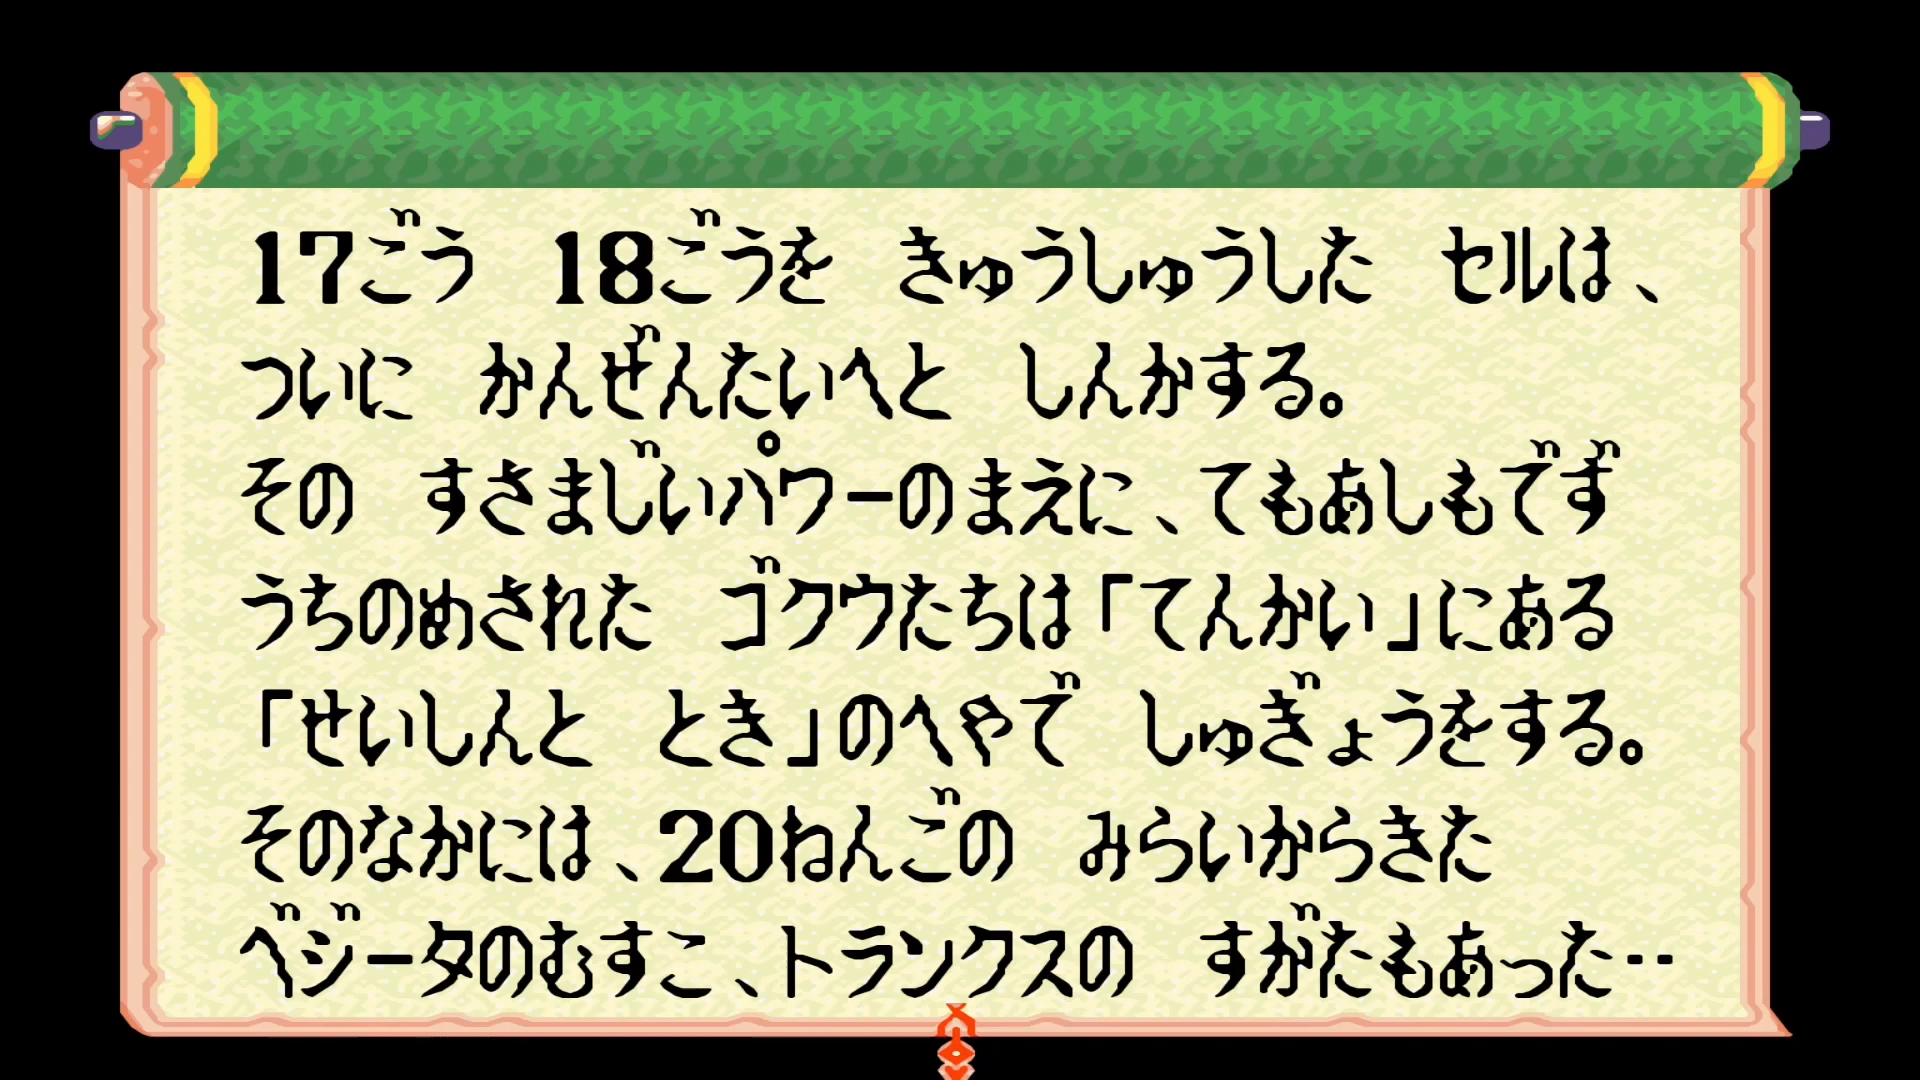 17ごう　18ごうを　きゅうしゅうした　セルは、
ついに　かんぜんたいへと　しんかする。
その　すさまじいパワーのまえに、てもあしもでず
うちのめされた　ゴクウたちは「てんかい」にある
「せいしんと　とき」のへやで　しゅぎょうをする。
そのなかには、20ねんごの　みらいからきた
ベジータのむすこ、トランクスの　すがたもあった‥